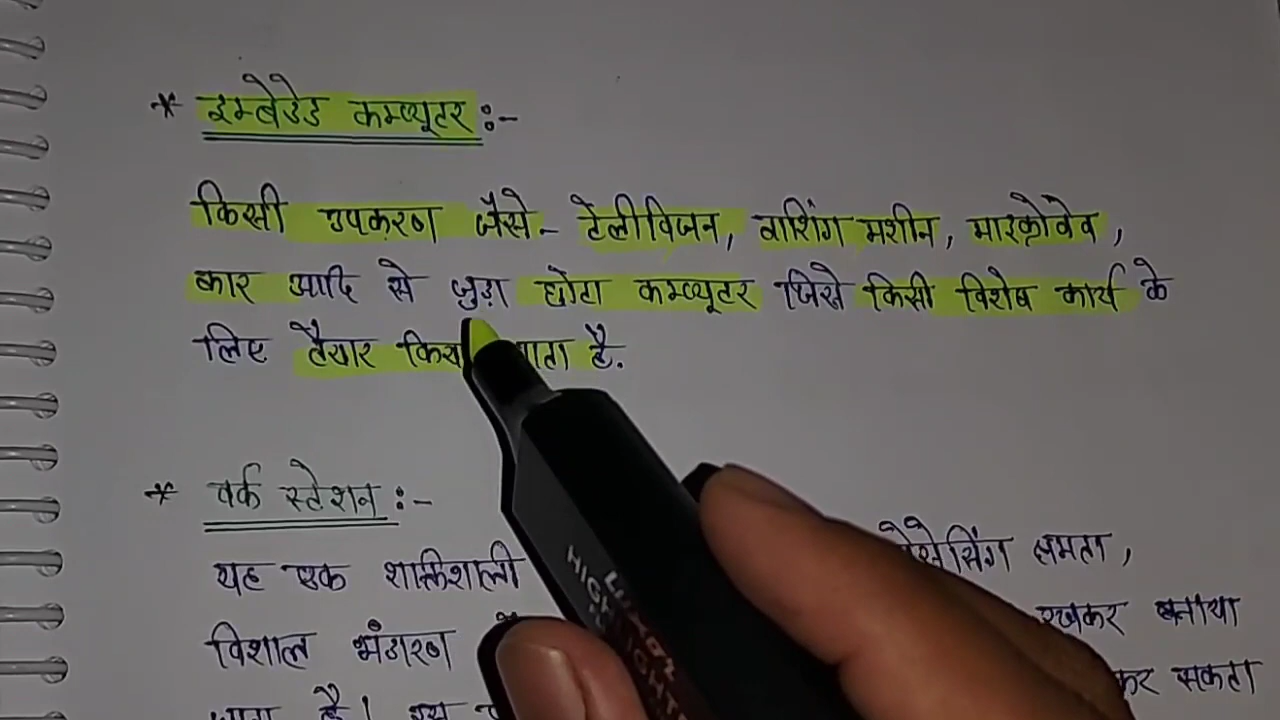 * इम्बेडेड कम्प्यूटर :-
किसी उपकरण जैसे- टेलीविजन, वाशिंग मशीन, माइक्रोवेव,
कार आदि से जुड़ा छोटा कम्प्यूटर जिसे किसी विशेष कार्य के
लिए तैयार किया जाता है.
* वर्क स्टेशन :-
यह एक शक्तिशाली क्षमता,
विशाल भंडारण रखकर बनाया
जाता है। कर सकता
HIGH